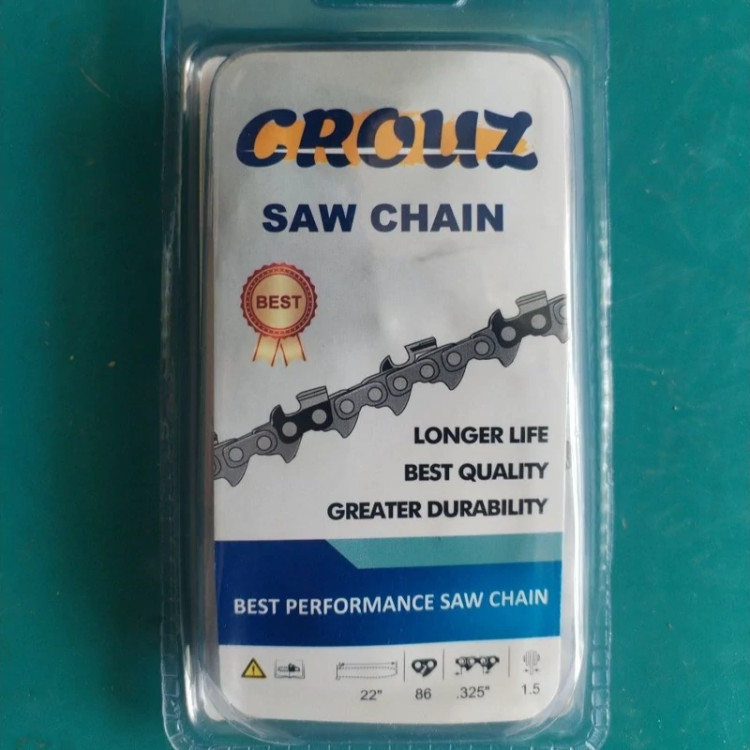 CROUZ
SAW CHAIN
BEST
LONGER LIFE
BEST QUALITY
GREATER DURABILITY
BEST PERFORMANCE SAW CHAIN
22" 86 .325" 1.5